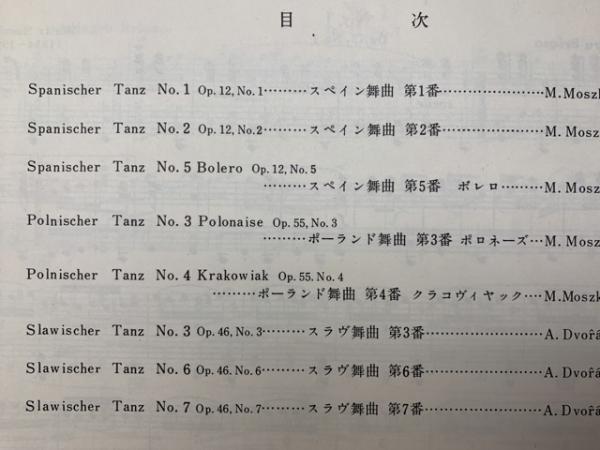 目 次
Spanischer Tanz No.1 Op. 12, No. 1………スペイン舞曲 第1番…………………M. Moszk
Spanischer Tanz No.2 Op. 12, No.2………スペイン舞曲 第2番…………………M. Mosz
Spanischer Tanz No.5 Bolero Op. 12, No. 5
………スペイン舞曲 第5番 ボレロ………M. Mosz
Polnischer Tanz No.3 Polonaise Op. 55, No. 3
………ポーランド舞曲 第3番 ポロネーズ…M. Mosz
Polnischer Tanz No.4 Krakowiak Op. 55. No. 4
………ポーランド舞曲 第4番 クラコヴィヤック…M.Moszk
Slawischer Tanz No.3 Op. 46, No. 3………スラヴ舞曲 第3番…………………A. Dvořá
Slawischer Tanz No.6 Op. 46. No. 6………スラヴ舞曲 第6番…………………A. Dvořá
Slawischer Tanz No.7 Op. 46, No. 7………スラヴ舞曲 第7番…………………A. Dvořá